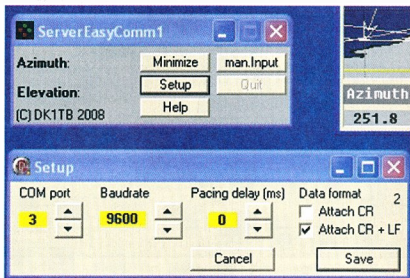 ServerEasyComm1
Azimuth:
Minimize
man.Input
Setup
Quit
Elevation:
Help
(C) DK1TB 2008
Azimuth
251.8
Setup
COM port
Baudrate
Pacing delay (ms)
Data format
2
3
9600
0
Attach CR
Attach CR + LF
Cancel
Save